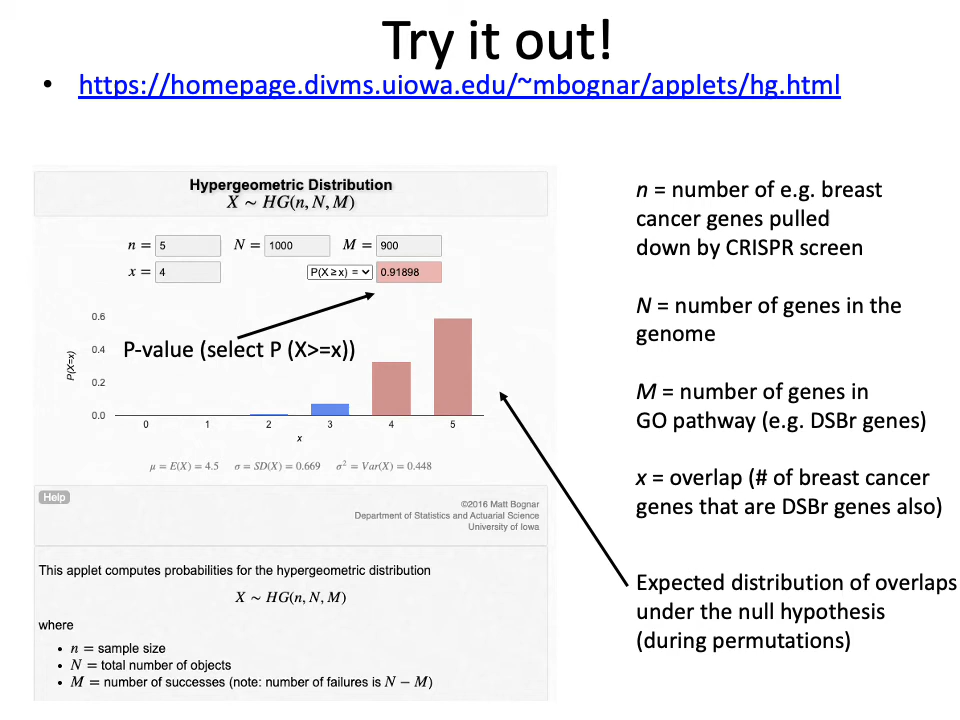 Try it out!
• https://homepage.divms.uiowa.edu/~mbognar/applets/hg.html
Hypergeometric Distribution
X ~ HG(n, N, M)
n = 5 N = 1000 M = 900
x = 4 P(X ≥ x) = 0.91898
P-value (select P (X>=x))
P(X=x)
0.6
0.4
0.2
0.0
0 1 2 3 4 5
x
μ = E(X) = 4.5 σ = SD(X) = 0.669 σ² = Var(X) = 0.448
Help
©2016 Matt Bognar
Department of Statistics and Actuarial Science
University of Iowa
This applet computes probabilities for the hypergeometric distribution
X ~ HG(n, N, M)
where
• n = sample size
• N = total number of objects
• M = number of successes (note: number of failures is N − M)
n = number of e.g. breast
cancer genes pulled
down by CRISPR screen
N = number of genes in the
genome
M = number of genes in
GO pathway (e.g. DSBr genes)
x = overlap (# of breast cancer
genes that are DSBr genes also)
Expected distribution of overlaps
under the null hypothesis
(during permutations)